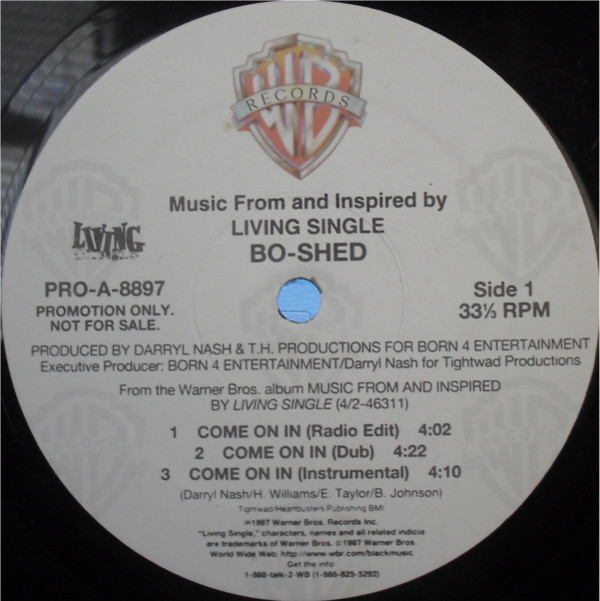 WB
RECORDS
Music From and Inspired by
LIVING SINGLE
BO-SHED
LIVING
PRO-A-8897
PROMOTION ONLY.
NOT FOR SALE.
Side 1
33⅓ RPM
PRODUCED BY DARRYL NASH & T.H. PRODUCTIONS FOR BORN 4 ENTERTAINMENT
Executive Producer: BORN 4 ENTERTAINMENT/Darryl Nash for Tightwad Productions
From the Warner Bros. album MUSIC FROM AND INSPIRED
BY LIVING SINGLE (4/2-46311)
1 COME ON IN (Radio Edit) 4:02
2 COME ON IN (Dub) 4:22
3 COME ON IN (Instrumental) 4:10
(Darryl Nash/H. Williams/E. Taylor/B. Johnson)
Tightwad/Heartbusters Publishing BMI
℗1997 Warner Bros. Records Inc.
"Living Single," characters, names and all related indicia
are trademarks of Warner Bros. ©1997 Warner Bros.
World Wide Web: http://www.wbr.com/blackmusic
Get the info
1-888-talk-2-WB (1-888-825-5292)